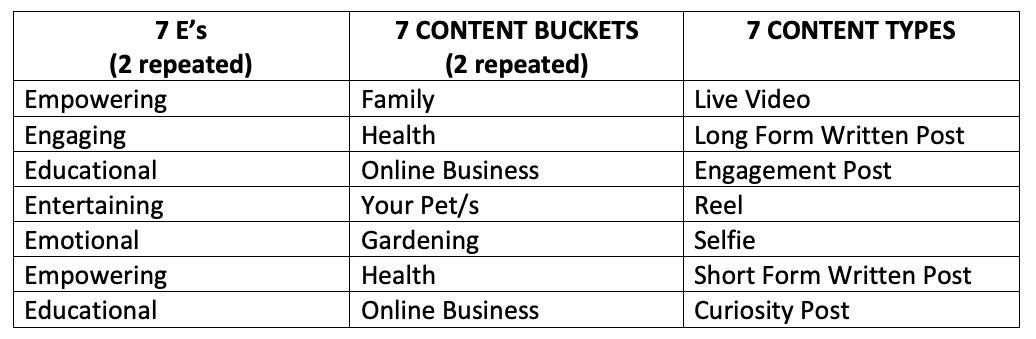 7 E’s 7 CONTENT BUCKETS 7 CONTENT TYPES
(2 repeated) (2 repeated)
Empowering Family Live Video
Engaging Health Long Form Written Post
Educational Online Business Engagement Post
Entertaining Your Pet/s Reel
Emotional Gardening Selfie
Empowering Health Short Form Written Post
Educational Online Business Curiosity Post